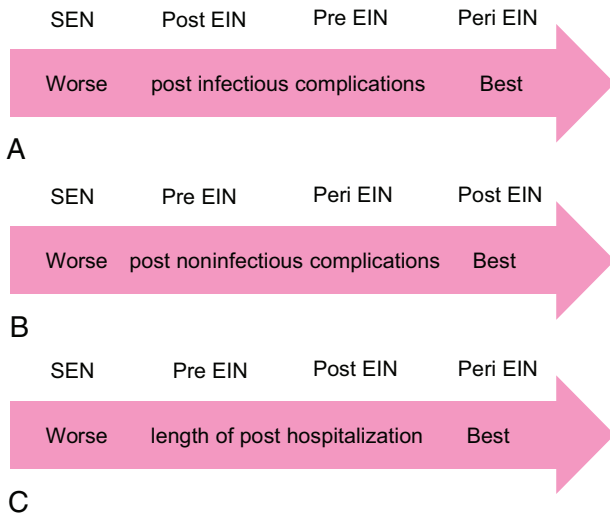 SEN Post EIN Pre EIN Peri EIN
Worse post infectious complications Best
A
SEN Pre EIN Peri EIN Post EIN
Worse post noninfectious complications Best
B
SEN Pre EIN Post EIN Peri EIN
Worse length of post hospitalization Best
C